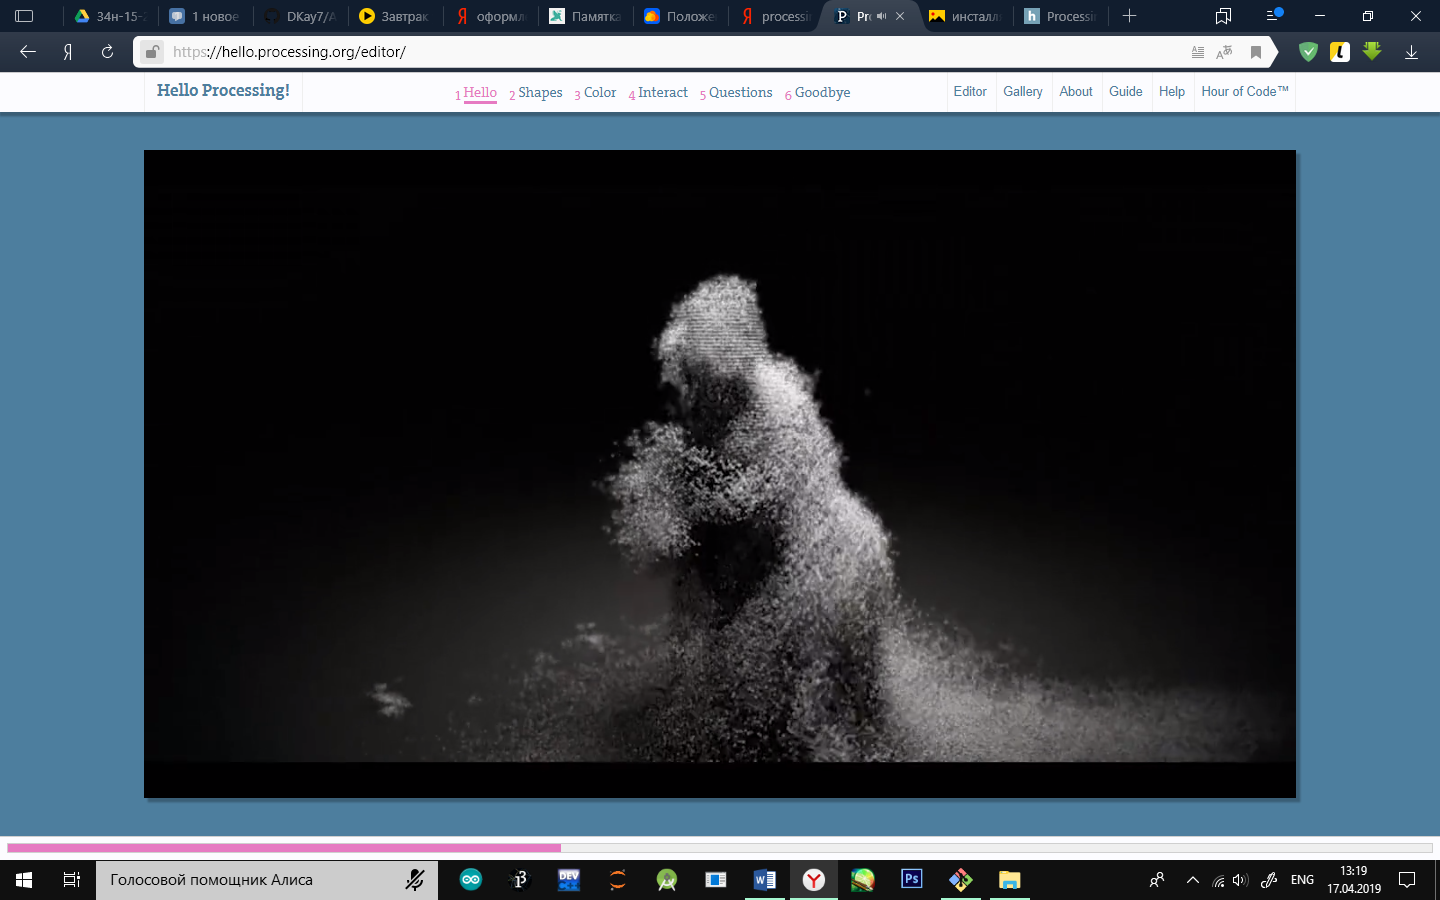 34н-15-2
1 новое
DKay7/A
Завтрак
оформл
Памятка
Положе
processi
Pr
инсталл
Processi
https://hello.processing.org/editor/
Hello Processing!
1 Hello
2 Shapes
3 Color
4 Interact
5 Questions
6 Goodbye
Editor
Gallery
About
Guide
Help
Hour of Code™
Голосовой помощник Алиса
DEV
Ps
ENG
13:19
17.04.2019